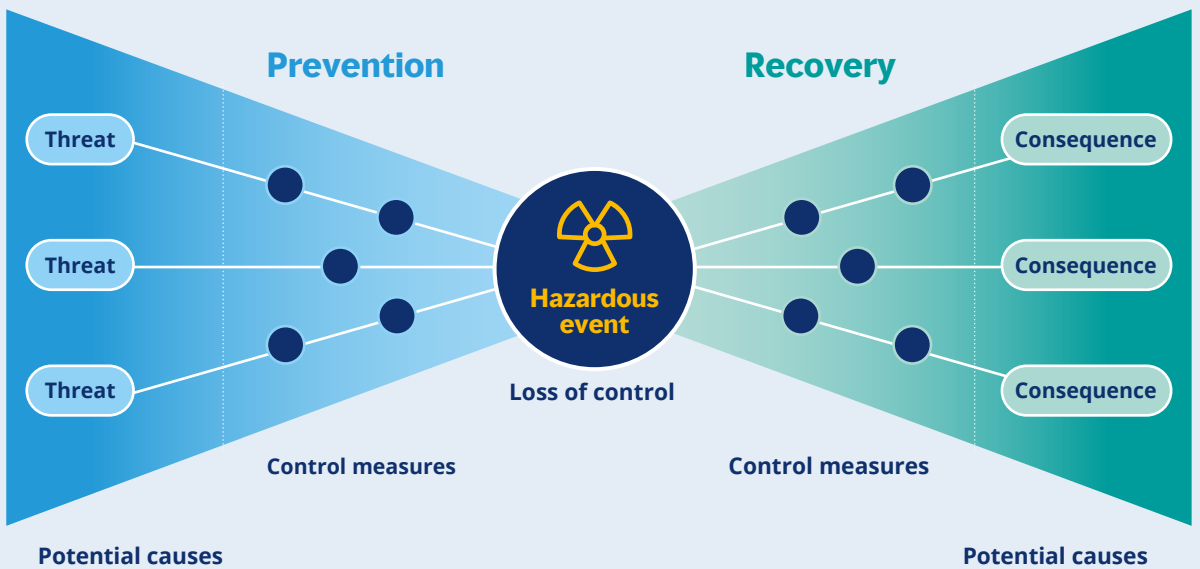 Prevention
Recovery
Threat
Consequence
Threat
Consequence
Hazardous
event
Threat
Consequence
Loss of control
Control measures
Control measures
Potential causes
Potential causes